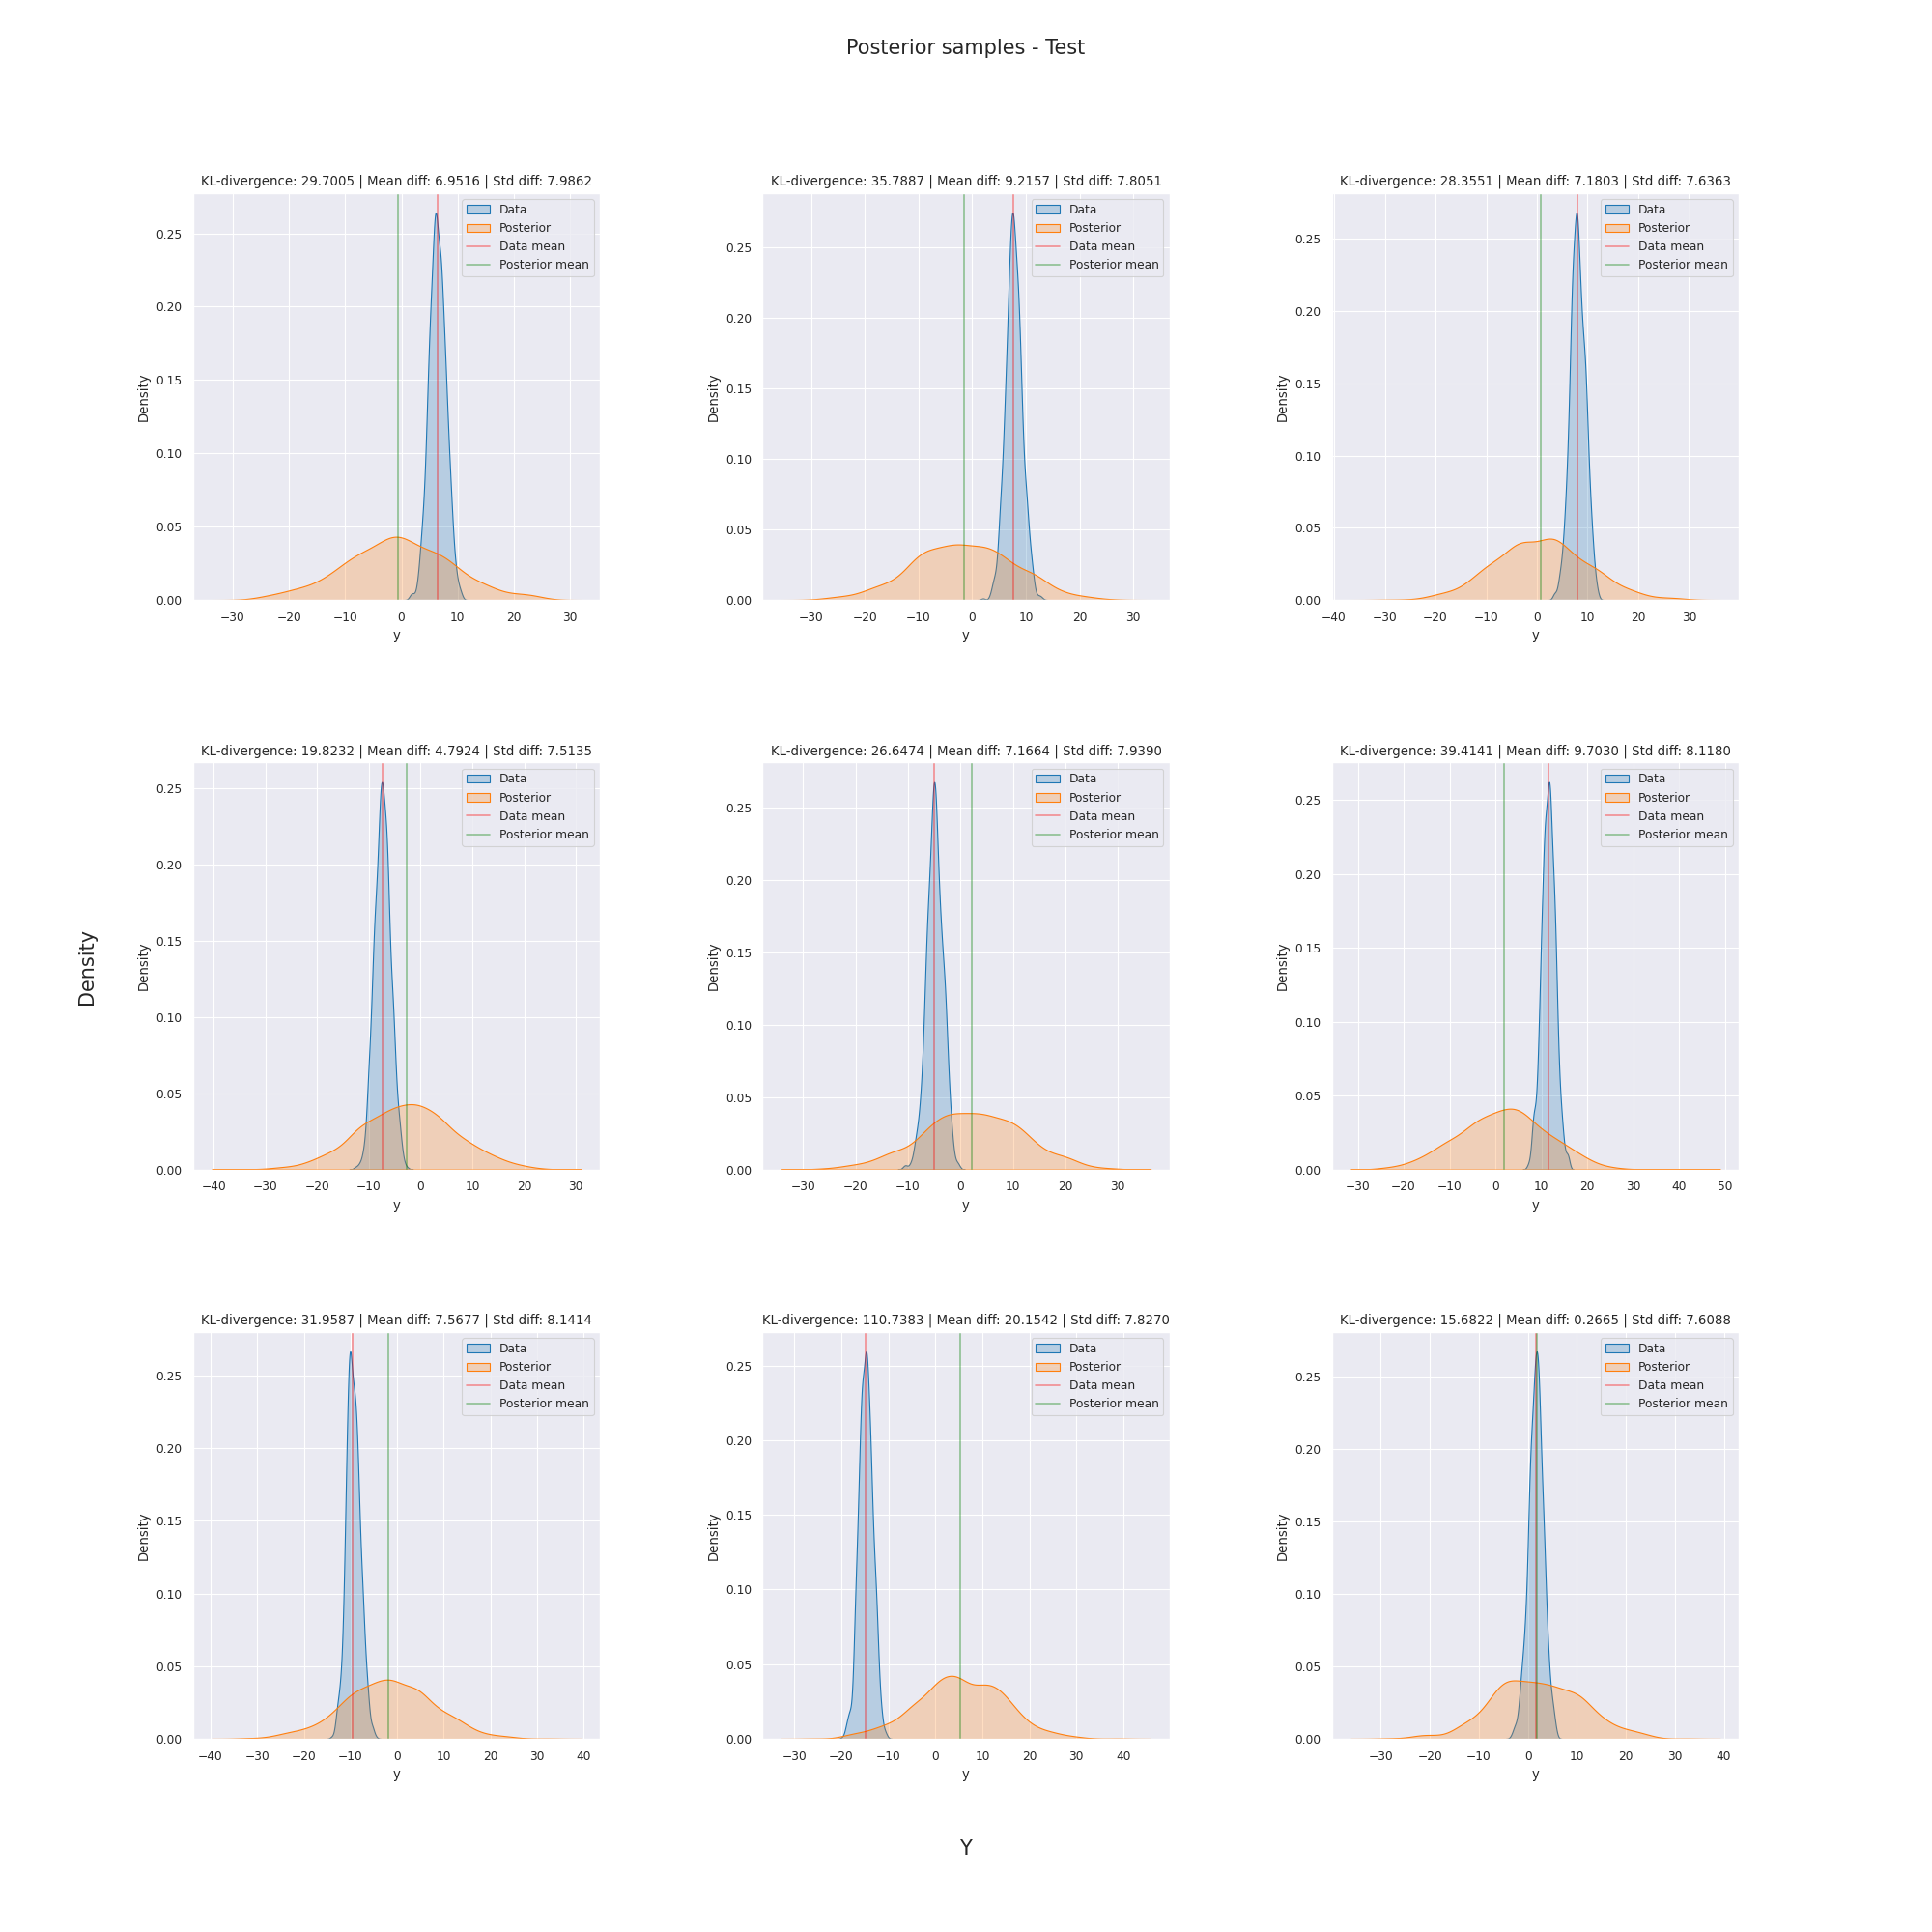 Posterior samples - Test
KL-divergence: 29.7005 | Mean diff: 6.9516 | Std diff: 7.9862
Data
Posterior
Data mean
Posterior mean
0.25
0.20
0.15
0.10
0.05
0.00
Density
−30 −20 −10 0 10 20 30
y
KL-divergence: 35.7887 | Mean diff: 9.2157 | Std diff: 7.8051
Data
Posterior
Data mean
Posterior mean
0.25
0.20
0.15
0.10
0.05
0.00
Density
−30 −20 −10 0 10 20 30
y
KL-divergence: 28.3551 | Mean diff: 7.1803 | Std diff: 7.6363
Data
Posterior
Data mean
Posterior mean
0.25
0.20
0.15
0.10
0.05
0.00
Density
−40 −30 −20 −10 0 10 20 30
y
KL-divergence: 19.8232 | Mean diff: 4.7924 | Std diff: 7.5135
Data
Posterior
Data mean
Posterior mean
0.25
0.20
0.15
0.10
0.05
0.00
Density
−40 −30 −20 −10 0 10 20 30
y
KL-divergence: 26.6474 | Mean diff: 7.1664 | Std diff: 7.9390
Data
Posterior
Data mean
Posterior mean
0.25
0.20
0.15
0.10
0.05
0.00
Density
−30 −20 −10 0 10 20 30
y
KL-divergence: 39.4141 | Mean diff: 9.7030 | Std diff: 8.1180
Data
Posterior
Data mean
Posterior mean
0.25
0.20
0.15
0.10
0.05
0.00
Density
−30 −20 −10 0 10 20 30 40 50
y
Density
KL-divergence: 31.9587 | Mean diff: 7.5677 | Std diff: 8.1414
Data
Posterior
Data mean
Posterior mean
0.25
0.20
0.15
0.10
0.05
0.00
Density
−40 −30 −20 −10 0 10 20 30 40
y
KL-divergence: 110.7383 | Mean diff: 20.1542 | Std diff: 7.8270
Data
Posterior
Data mean
Posterior mean
0.25
0.20
0.15
0.10
0.05
0.00
Density
−30 −20 −10 0 10 20 30 40
y
KL-divergence: 15.6822 | Mean diff: 0.2665 | Std diff: 7.6088
Data
Posterior
Data mean
Posterior mean
0.25
0.20
0.15
0.10
0.05
0.00
Density
−30 −20 −10 0 10 20 30 40
y
Y